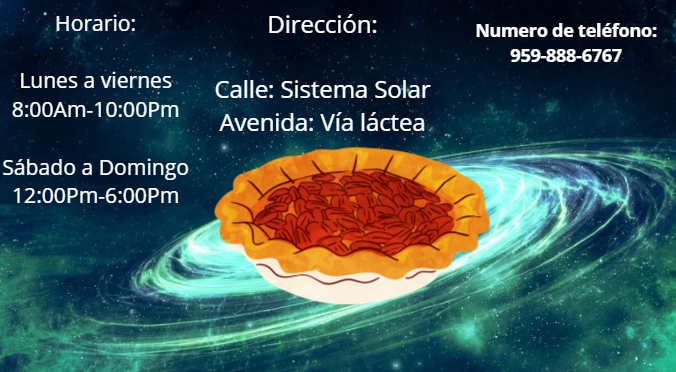 Horario:
Lunes a viernes
8:00Am-10:00Pm
Sábado a Domingo
12:00Pm-6:00Pm
Dirección:
Calle: Sistema Solar
Avenida: Vía láctea
Numero de teléfono:
959-888-6767